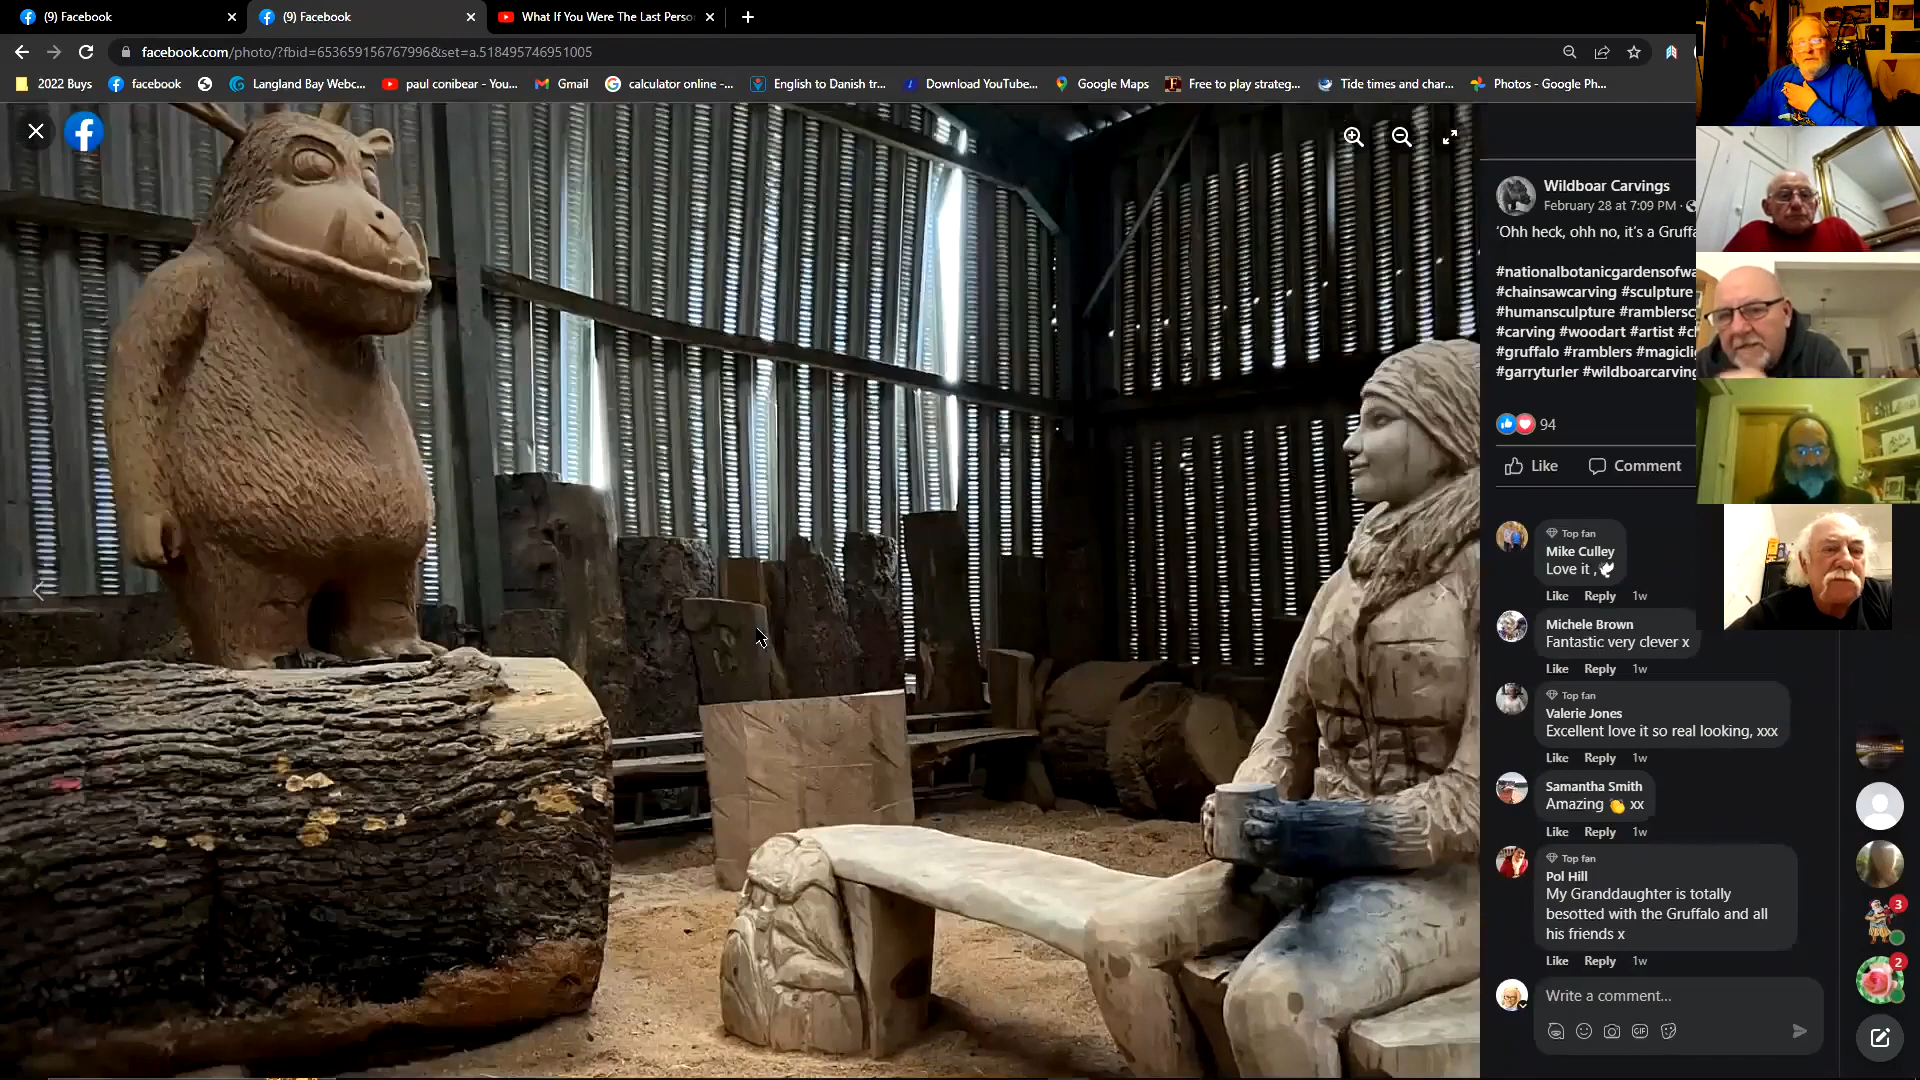 (9) Facebook
(9) Facebook
What If You Were The Last Perso
facebook.com/photo/?fbid=653659156767996&set=a.518495746951005
2022 Buys
facebook
Langland Bay Webc...
paul conibear - You...
Gmail
calculator online -...
English to Danish tr...
Download YouTube...
Google Maps
Free to play strateg...
Tide times and char...
Photos - Google Ph...
Wildboar Carvings
February 28 at 7:09 PM ·
'Ohh heck, ohh no, it's a Gruffa
#nationalbotanicgardensofwa
#chainsawcarving #sculpture
#humansculpture #ramblersc
#carving #woodart #artist #c
#gruffalo #ramblers #magiclig
#garryturler #wildboarcarving
94
Like
Comment
Top fan
Mike Culley
Love it ,🕊
Like Reply 1w
Michele Brown
Fantastic very clever x
Like Reply 1w
Top fan
Valerie Jones
Excellent love it so real looking, xxx
Like Reply 1w
Samantha Smith
Amazing 👏 xx
Like Reply 1w
Top fan
Pol Hill
My Granddaughter is totally
besotted with the Gruffalo and all
his friends x
Like Reply 1w
3
2
Write a comment...
GIF